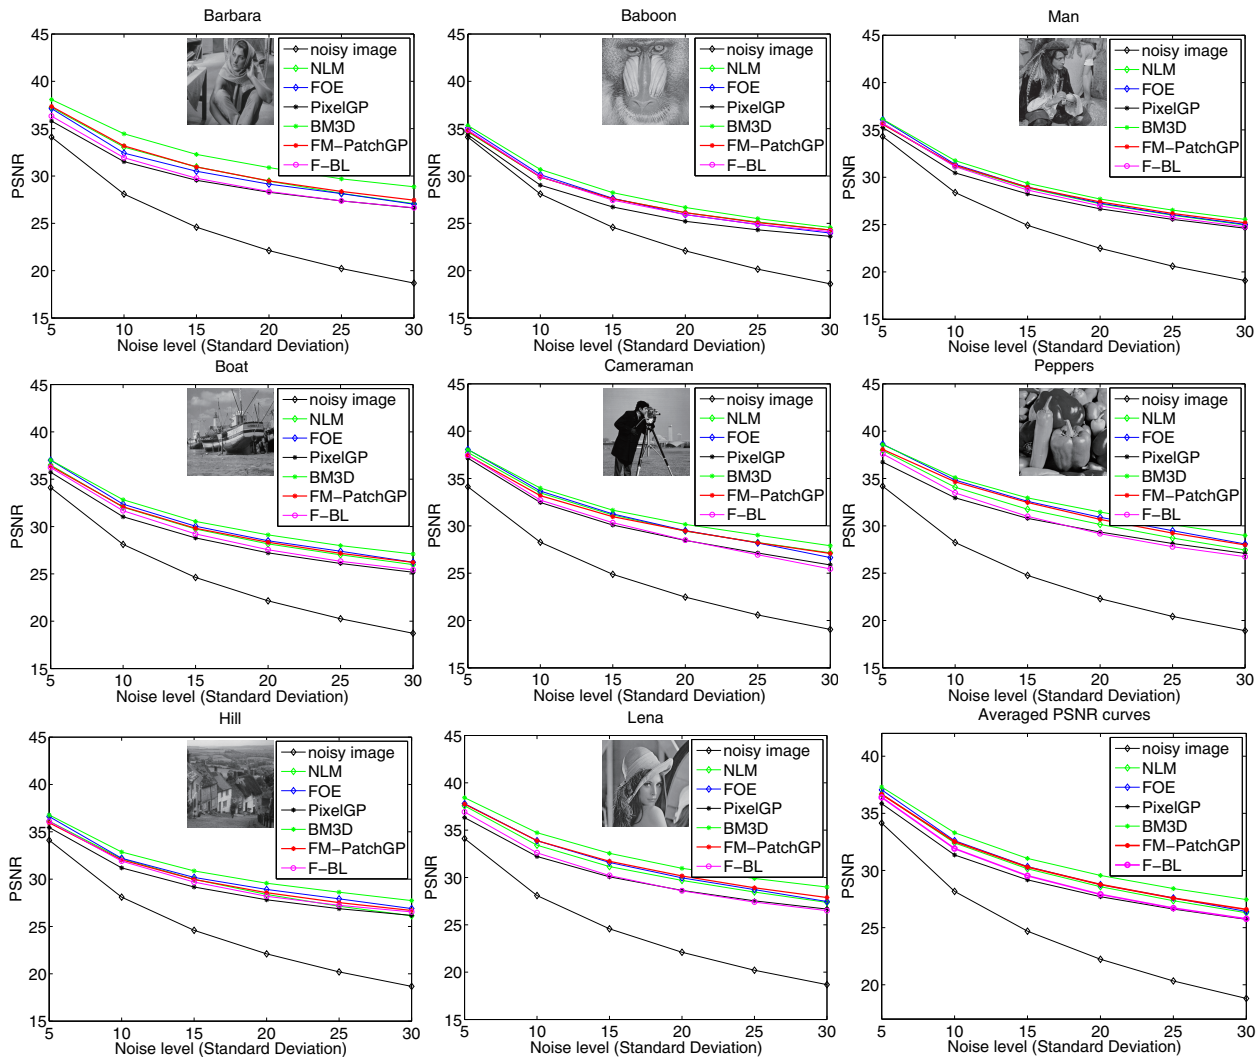 Barbara
45
40
35
30
25
20
15
PSNR
5 10 15 20 25 30
Noise level (Standard Deviation)
noisy image
NLM
FOE
PixelGP
BM3D
FM-PatchGP
F-BL
Baboon
45
40
35
30
25
20
15
PSNR
5 10 15 20 25 30
Noise level (Standard Deviation)
noisy image
NLM
FOE
PixelGP
BM3D
FM-PatchGP
F-BL
Man
45
40
35
30
25
20
15
PSNR
5 10 15 20 25 30
Noise level (Standard Deviation)
noisy image
NLM
FOE
PixelGP
BM3D
FM-PatchGP
F-BL
Boat
45
40
35
30
25
20
15
PSNR
5 10 15 20 25 30
Noise level (Standard Deviation)
noisy image
NLM
FOE
PixelGP
BM3D
FM-PatchGP
F-BL
Cameraman
45
40
35
30
25
20
15
PSNR
5 10 15 20 25 30
Noise level (Standard Deviation)
noisy image
NLM
FOE
PixelGP
BM3D
FM-PatchGP
F-BL
Peppers
45
40
35
30
25
20
15
PSNR
5 10 15 20 25 30
Noise level (Standard Deviation)
noisy image
NLM
FOE
PixelGP
BM3D
FM-PatchGP
F-BL
Hill
45
40
35
30
25
20
15
PSNR
5 10 15 20 25 30
Noise level (Standard Deviation)
noisy image
NLM
FOE
PixelGP
BM3D
FM-PatchGP
F-BL
Lena
45
40
35
30
25
20
15
PSNR
5 10 15 20 25 30
Noise level (Standard Deviation)
noisy image
NLM
FOE
PixelGP
BM3D
FM-PatchGP
F-BL
Averaged PSNR curves
40
35
30
25
20
PSNR
5 10 15 20 25 30
Noise level (Standard Deviation)
noisy image
NLM
FOE
PixelGP
BM3D
FM-PatchGP
F-BL